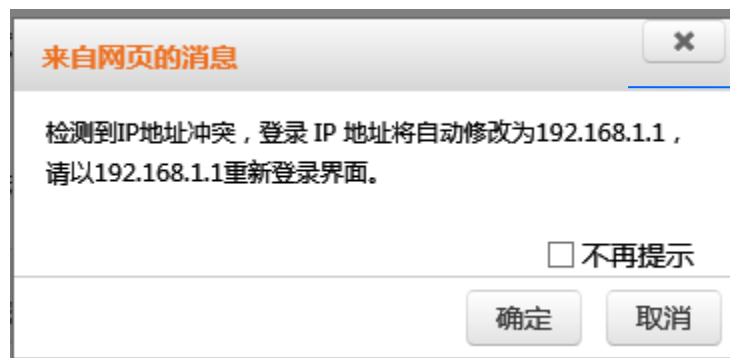 来自网页的消息
检测到IP地址冲突，登录 IP 地址将自动修改为192.168.1.1，
请以192.168.1.1重新登录界面。
不再提示
确定 取消